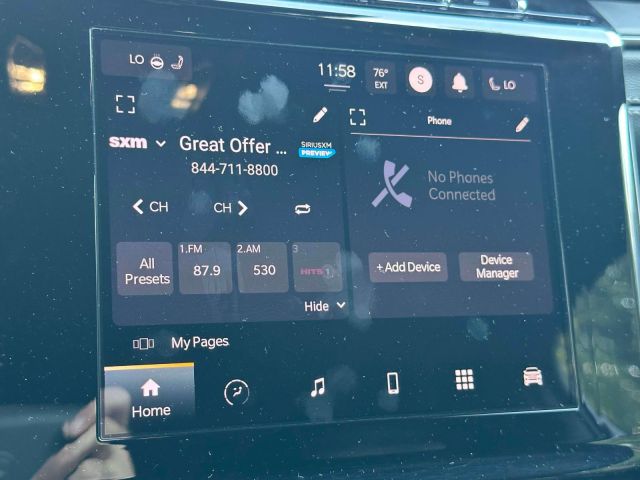 LO
11:58
76°
EXT
S
LO
sxm
Great Offer ...
SIRIUSXM
PREVIEW
844-711-8800
CH
CH
All
Presets
1.FM
87.9
2.AM
530
3
HITS 1
Hide
Phone
No Phones
Connected
+Add Device
Device
Manager
My Pages
Home